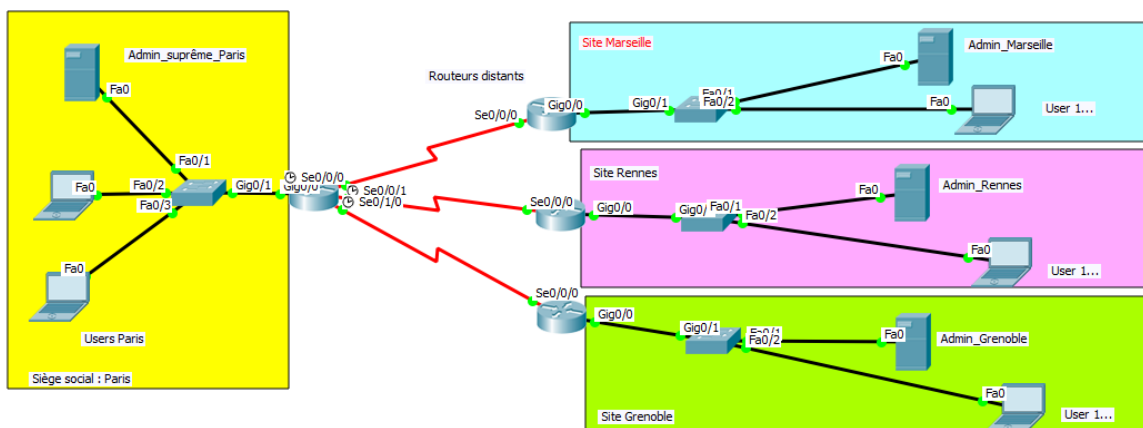 Admin_suprême_Paris
Fa0
Fa0/1
Fa0
Fa0/2
Fa0/3
Gig0/1
Gig0/0
Fa0
Users Paris
Siège social : Paris
Se0/0/0
Se0/0/1
Se0/1/0
Routeurs distants
Site Marseille
Se0/0/0
Gig0/0
Gig0/1
Fa0/1
Fa0/2
Fa0
Admin_Marseille
Fa0
User 1...
Site Rennes
Se0/0/0
Gig0/0
Gig0/
Fa0/1
Fa0/2
Fa0
Admin_Rennes
Fa0
User 1...
Se0/0/0
Gig0/0
Gig0/1
Fa0/1
Fa0/2
Fa0
Admin_Grenoble
Fa0
User 1...
Site Grenoble